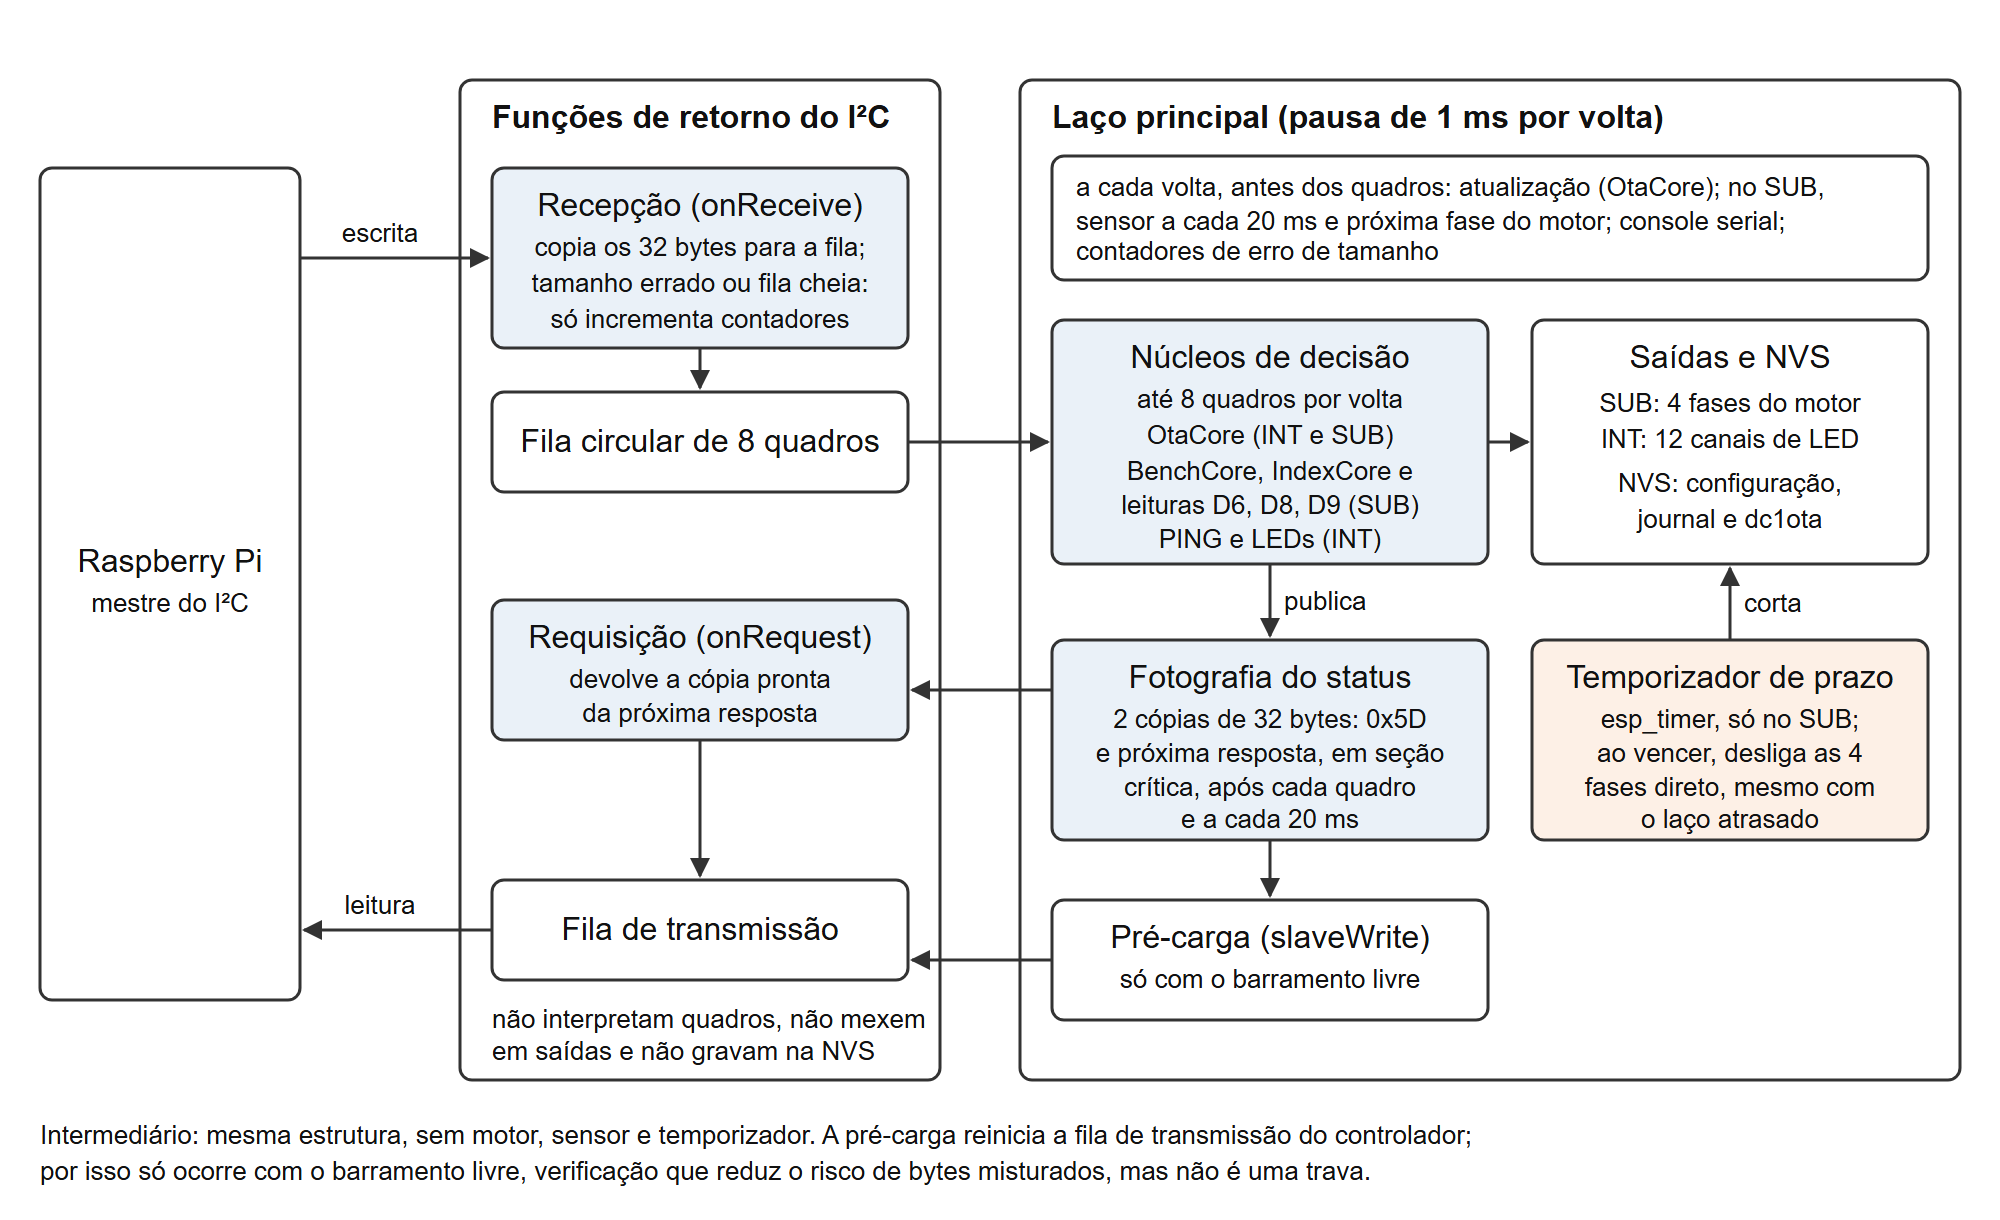 Raspberry Pi
mestre do I²C
escrita
leitura
Funções de retorno do I²C
Recepção (onReceive)
copia os 32 bytes para a fila;
tamanho errado ou fila cheia:
só incrementa contadores
Fila circular de 8 quadros
Requisição (onRequest)
devolve a cópia pronta
da próxima resposta
Fila de transmissão
não interpretam quadros, não mexem
em saídas e não gravam na NVS
Laço principal (pausa de 1 ms por volta)
a cada volta, antes dos quadros: atualização (OtaCore); no SUB,
sensor a cada 20 ms e próxima fase do motor; console serial;
contadores de erro de tamanho
Núcleos de decisão
até 8 quadros por volta
OtaCore (INT e SUB)
BenchCore, IndexCore e
leituras D6, D8, D9 (SUB)
PING e LEDs (INT)
Saídas e NVS
SUB: 4 fases do motor
INT: 12 canais de LED
NVS: configuração,
journal e dc1ota
publica
corta
Fotografia do status
2 cópias de 32 bytes: 0x5D
e próxima resposta, em seção
crítica, após cada quadro
e a cada 20 ms
Temporizador de prazo
esp_timer, só no SUB;
ao vencer, desliga as 4
fases direto, mesmo com
o laço atrasado
Pré-carga (slaveWrite)
só com o barramento livre
Intermediário: mesma estrutura, sem motor, sensor e temporizador. A pré-carga reinicia a fila de transmissão do controlador;
por isso só ocorre com o barramento livre, verificação que reduz o risco de bytes misturados, mas não é uma trava.